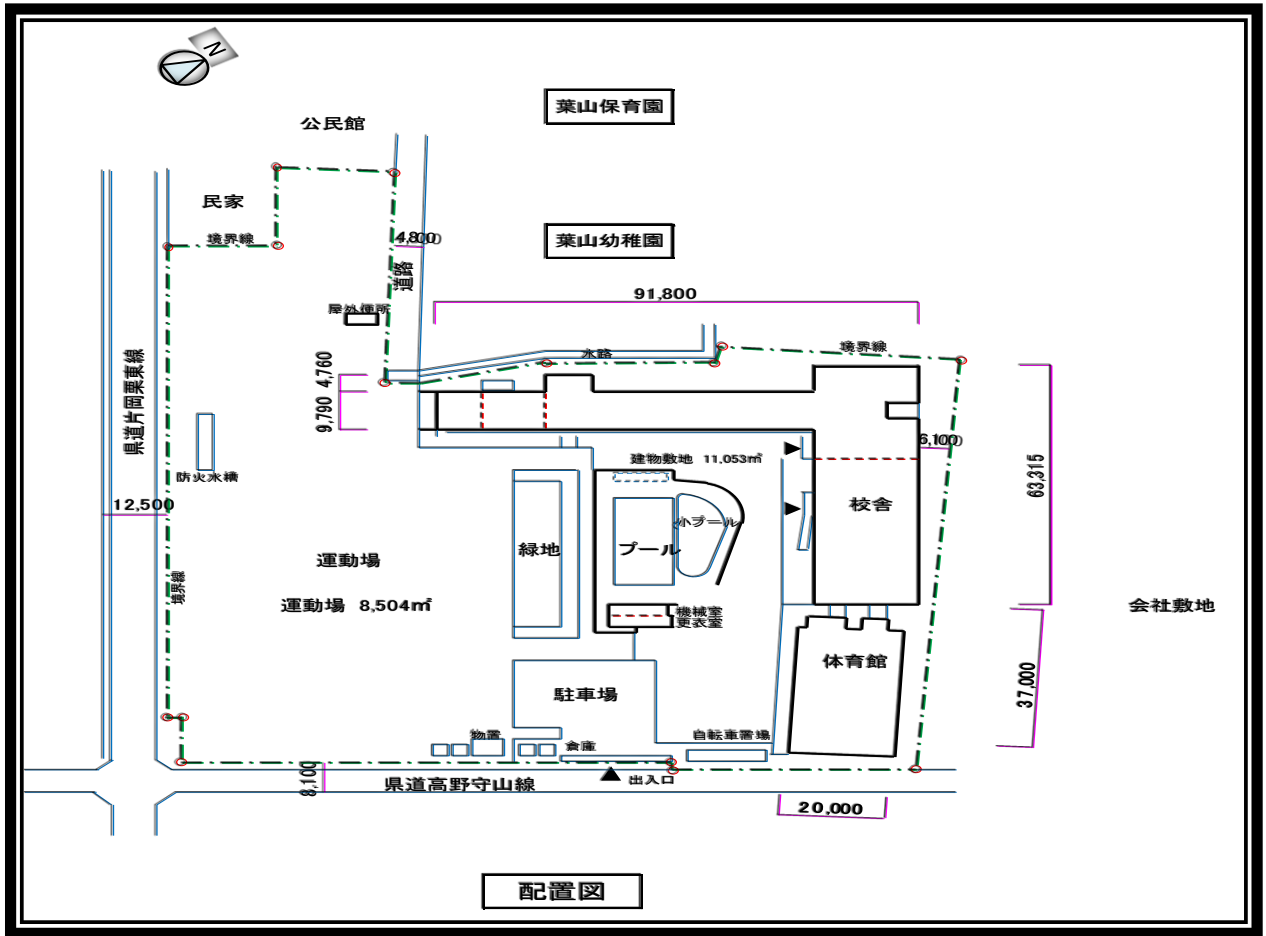 N
公民館
葉山保育園
民家
境界線
4,800
葉山幼稚園
道路
91,800
屋外便所
水路
境界線
県道片岡栗東線
4,760
9,790
6,100
63,315
建物敷地 11,053㎡
防火水槽
12,500
校舎
小プール
緑地
プール
運動場
境界線
運動場 8,504㎡
機械室
更衣室
会社敷地
体育館
37,000
駐車場
物置
倉庫
自転車置場
出入口
8,100
県道高野守山線
20,000
配置図